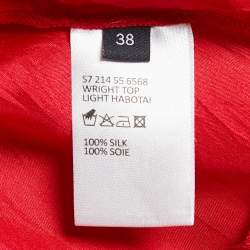 38
S7 214 55 6568
WRIGHT TOP
LIGHT HABOTAI
100% SILK
100% SOIE